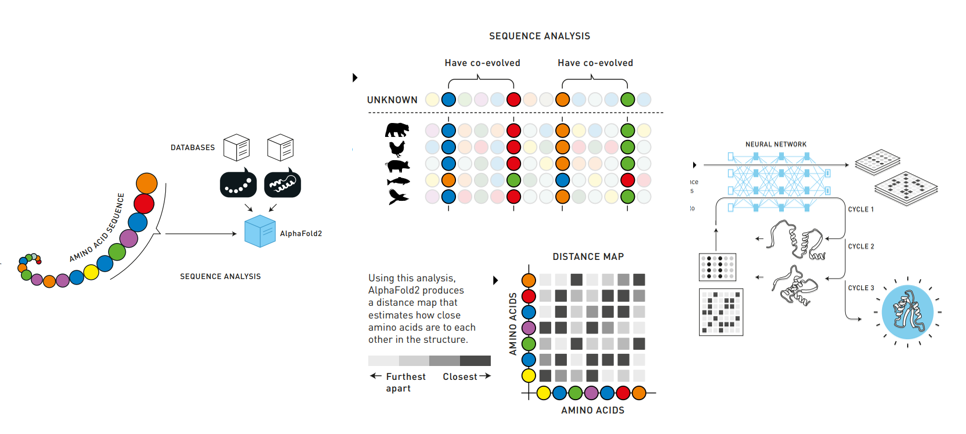 DATABASES
AMINO ACID SEQUENCE
AlphaFold2
SEQUENCE ANALYSIS
SEQUENCE ANALYSIS
Have co-evolved
Have co-evolved
UNKNOWN
Using this analysis,
AlphaFold2 produces
a distance map that
estimates how close
amino acids are to each
other in the structure.
Furthest
apart
Closest
DISTANCE MAP
AMINO ACIDS
AMINO ACIDS
NEURAL NETWORK
CYCLE 1
CYCLE 2
CYCLE 3